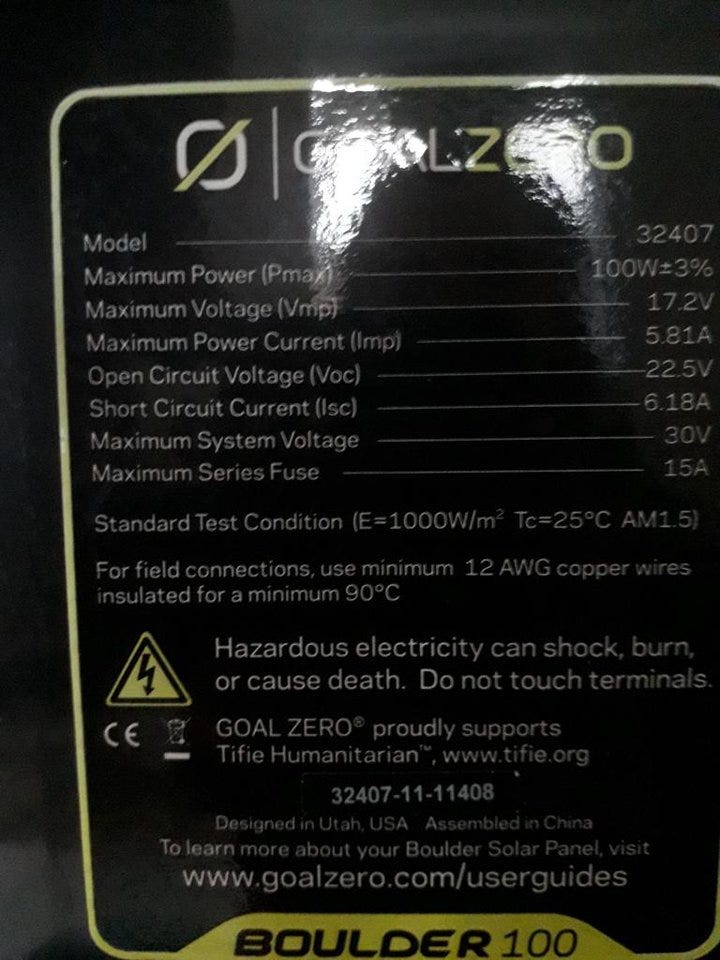 GOALZERO
Model 32407
Maximum Power (Pmax) 100W±3%
Maximum Voltage (Vmp) 17.2V
Maximum Power Current (Imp) 5.81A
Open Circuit Voltage (Voc) 22.5V
Short Circuit Current (Isc) 6.18A
Maximum System Voltage 30V
Maximum Series Fuse 15A
Standard Test Condition (E=1000W/m² Tc=25°C AM1.5)
For field connections, use minimum 12 AWG copper wires
insulated for a minimum 90°C
Hazardous electricity can shock, burn,
or cause death. Do not touch terminals.
CE GOAL ZERO® proudly supports
Tifie Humanitarian™, www.tifie.org
32407-11-11408
Designed in Utah, USA Assembled in China
To learn more about your Boulder Solar Panel, visit
www.goalzero.com/userguides
BOULDER 100